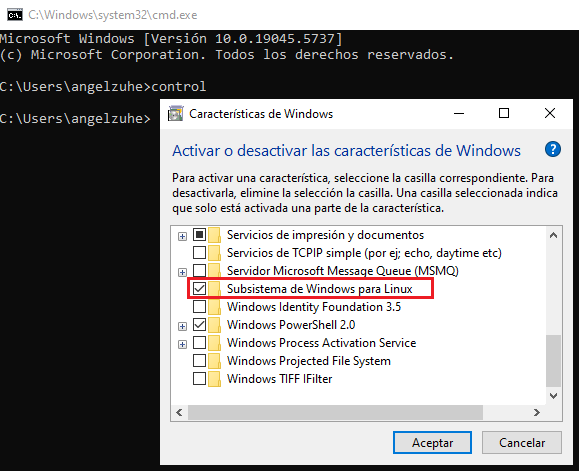 C:\Windows\system32\cmd.exe
Microsoft Windows [Versión 10.0.19045.5737]
(c) Microsoft Corporation. Todos los derechos reservados.
C:\Users\angelzuhe>control
C:\Users\angelzuhe>
Características de Windows
Activar o desactivar las características de Windows
Para activar una característica, seleccione la casilla correspondiente. Para
desactivarla, elimine la selección la casilla. Una casilla seleccionada indica
que solo está activada una parte de la característica.
Servicios de impresión y documentos
Servicios de TCPIP simple (por ej; echo, daytime etc)
Servidor Microsoft Message Queue (MSMQ)
Subsistema de Windows para Linux
Windows Identity Foundation 3.5
Windows PowerShell 2.0
Windows Process Activation Service
Windows Projected File System
Windows TIFF IFilter
Aceptar
Cancelar